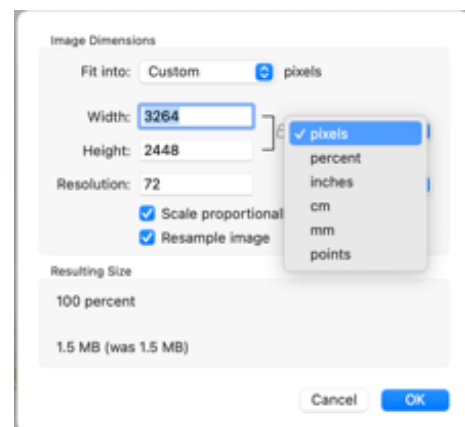 Image Dimensions
Fit into: Custom pixels
Width: 3264
Height: 2448
✓ pixels
percent
inches
cm
mm
points
Resolution: 72
Scale proportional
Resample image
Resulting Size
100 percent
1.5 MB (was 1.5 MB)
Cancel OK